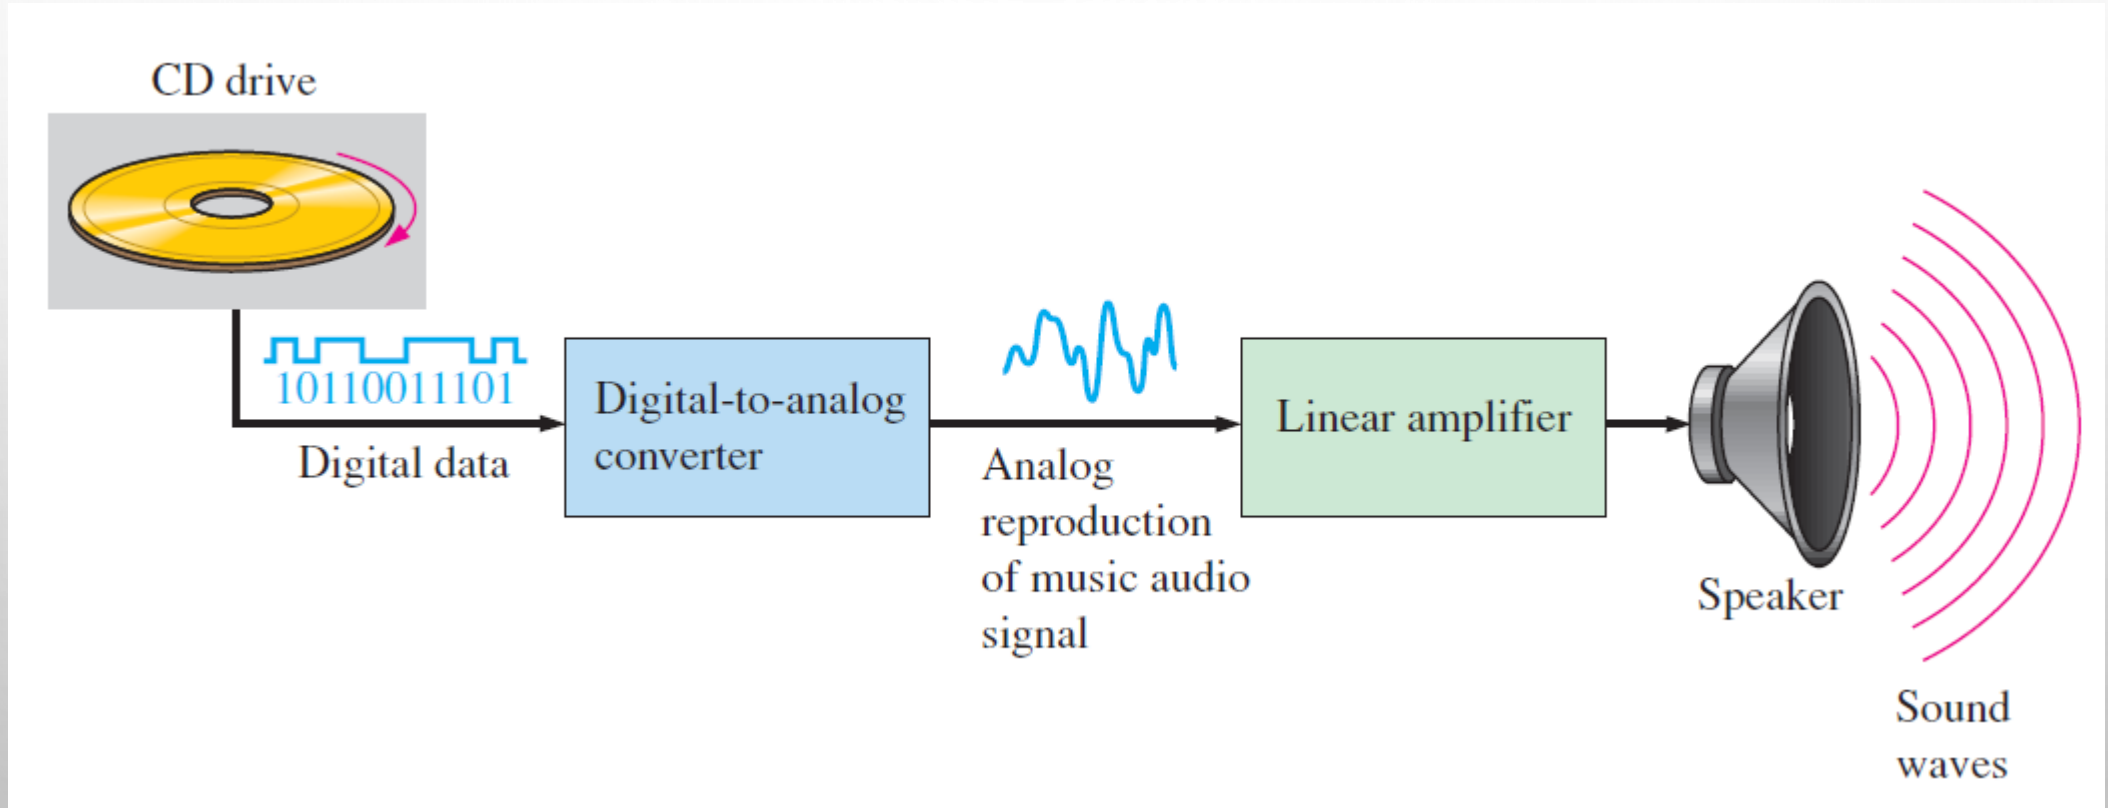 CD drive
10110011101
Digital data
Digital-to-analog
converter
Analog
reproduction
of music audio
signal
Linear amplifier
Speaker
Sound
waves